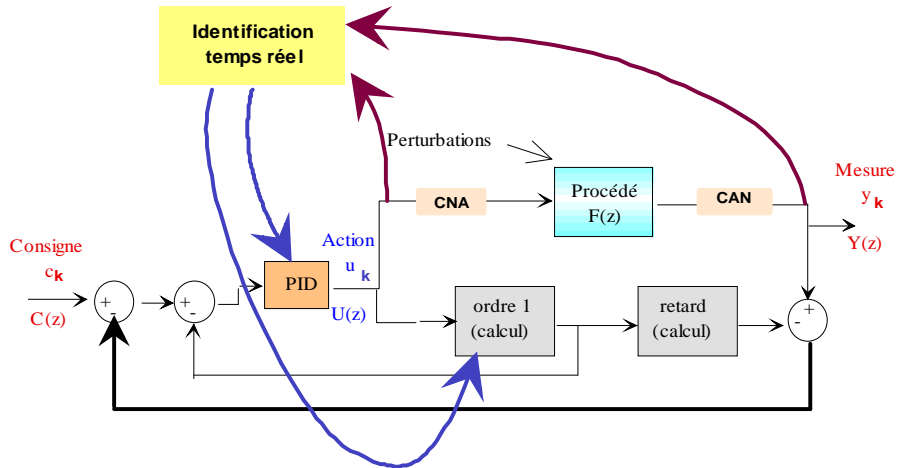 Identification
temps réel
Perturbations
Mesure
y k
Y(z)
CNA
Procédé
F(z)
CAN
Consigne
c k
C(z)
+
-
+
-
PID
Action
u k
U(z)
ordre 1
(calcul)
retard
(calcul)
+
-